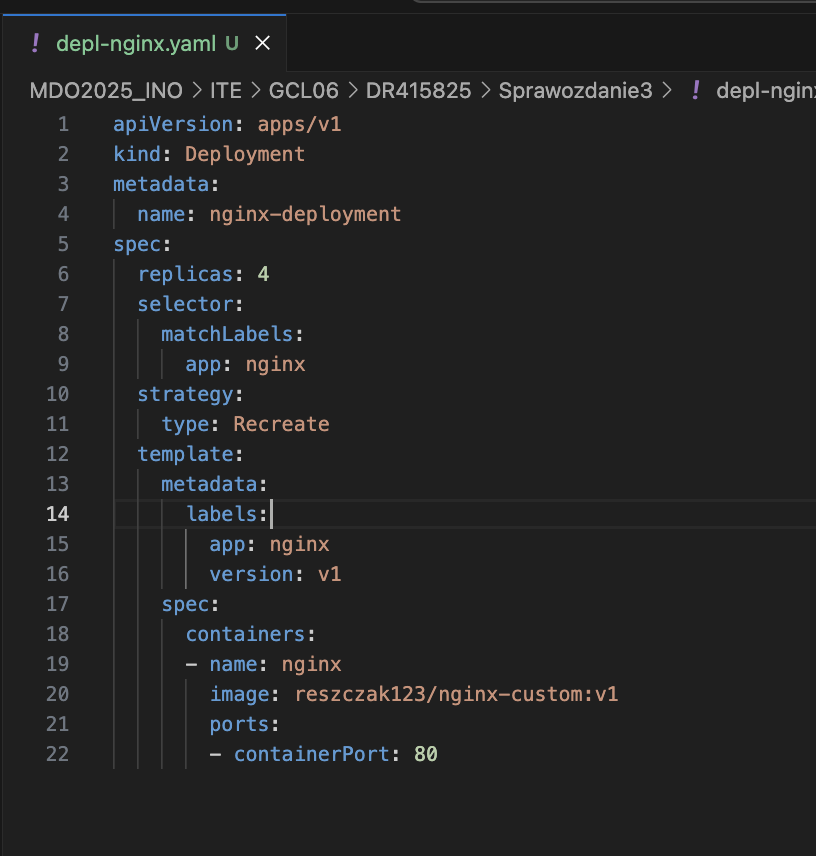 ! depl-nginx.yaml U ×
MDO2025_INO > ITE > GCL06 > DR415825 > Sprawozdanie3 > ! depl-nginx
1 apiVersion: apps/v1
2 kind: Deployment
3 metadata:
4   name: nginx-deployment
5 spec:
6   replicas: 4
7   selector:
8     matchLabels:
9       app: nginx
10   strategy:
11     type: Recreate
12   template:
13     metadata:
14       labels:
15         app: nginx
16         version: v1
17     spec:
18       containers:
19       - name: nginx
20         image: reszczak123/nginx-custom:v1
21         ports:
22         - containerPort: 80